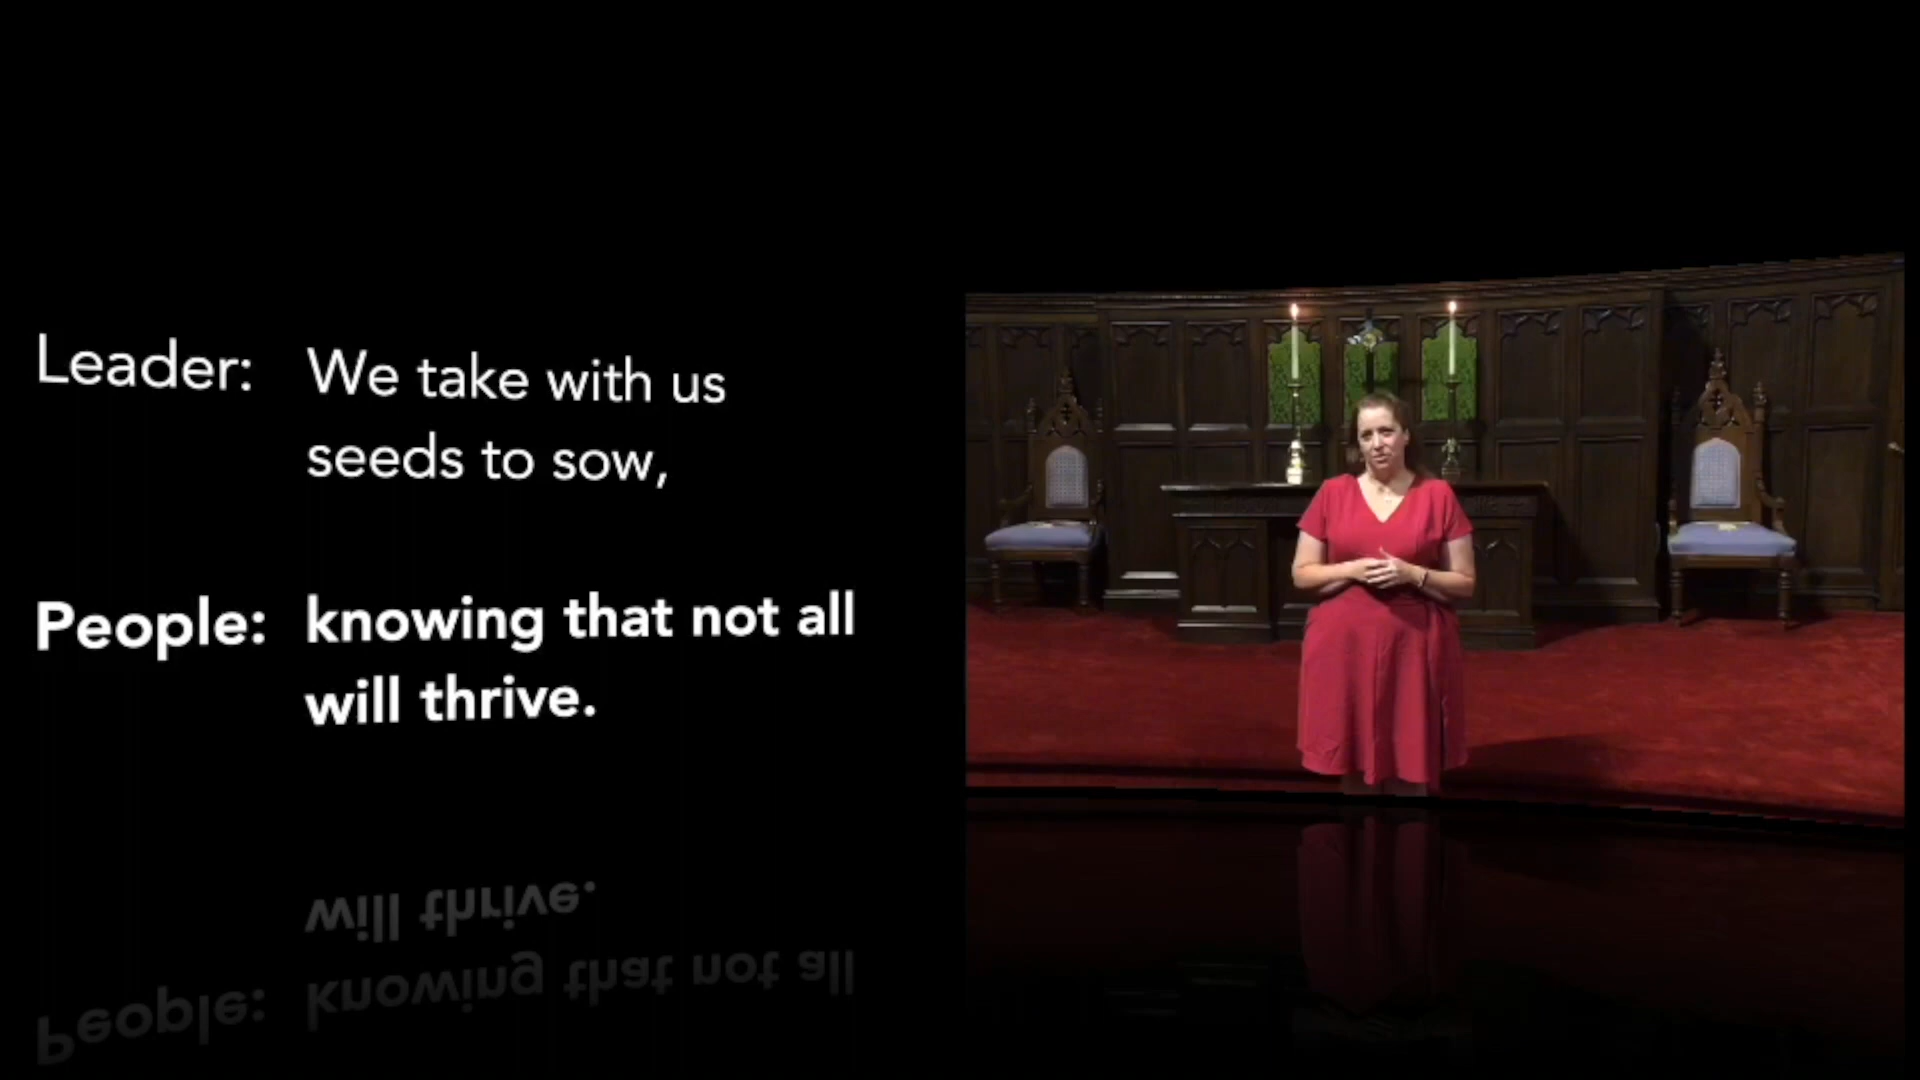 Leader: We take with us
seeds to sow,
People: knowing that not all
will thrive.